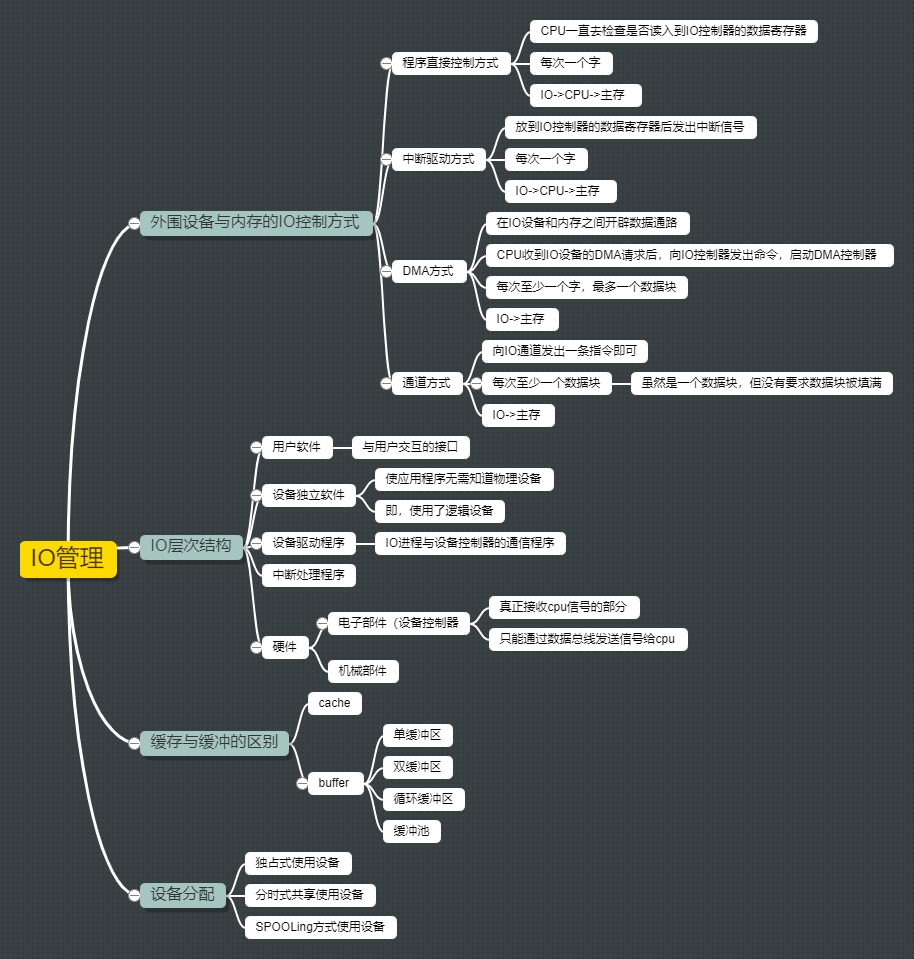 IO管理
外围设备与内存的IO控制方式
程序直接控制方式
CPU一直去检查是否读入到IO控制器的数据寄存器
每次一个字
IO->CPU->主存
中断驱动方式
放到IO控制器的数据寄存器后发出中断信号
每次一个字
IO->CPU->主存
DMA方式
在IO设备和内存之间开辟数据通路
CPU收到IO设备的DMA请求后，向IO控制器发出命令，启动DMA控制器
每次至少一个字，最多一个数据块
IO->主存
通道方式
向IO通道发出一条指令即可
每次至少一个数据块
虽然是一个数据块，但没有要求数据块被填满
IO->主存
IO层次结构
用户软件
与用户交互的接口
设备独立软件
使应用程序无需知道物理设备
即，使用了逻辑设备
设备驱动程序
IO进程与设备控制器的通信程序
中断处理程序
硬件
电子部件（设备控制器
真正接收cpu信号的部分
只能通过数据总线发送信号给cpu
机械部件
缓存与缓冲的区别
cache
buffer
单缓冲区
双缓冲区
循环缓冲区
缓冲池
设备分配
独占式使用设备
分时式共享使用设备
SPOOLing方式使用设备